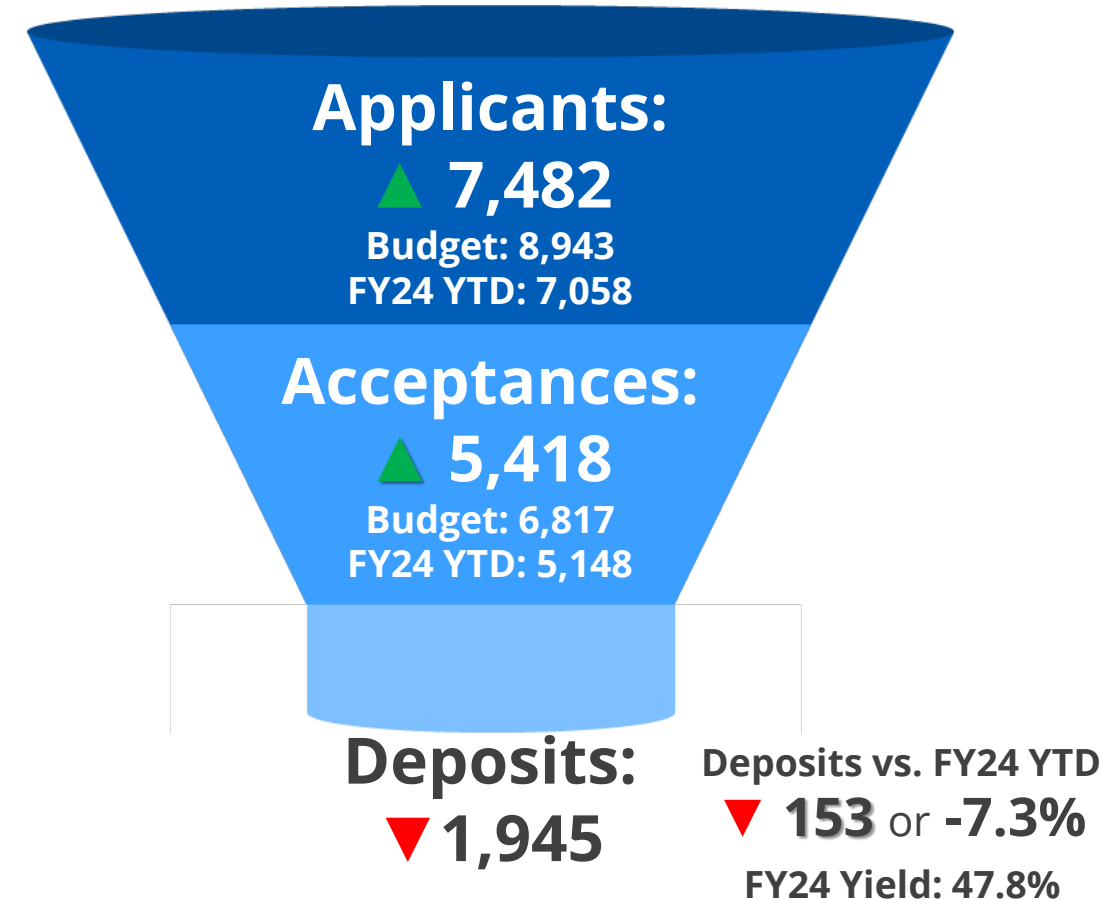 Applicants:
▲ 7,482
Budget: 8,943
FY24 YTD: 7,058
Acceptances:
▲ 5,418
Budget: 6,817
FY24 YTD: 5,148
Deposits:
▼1,945
Deposits vs. FY24 YTD
▼ 153 or -7.3%
FY24 Yield: 47.8%